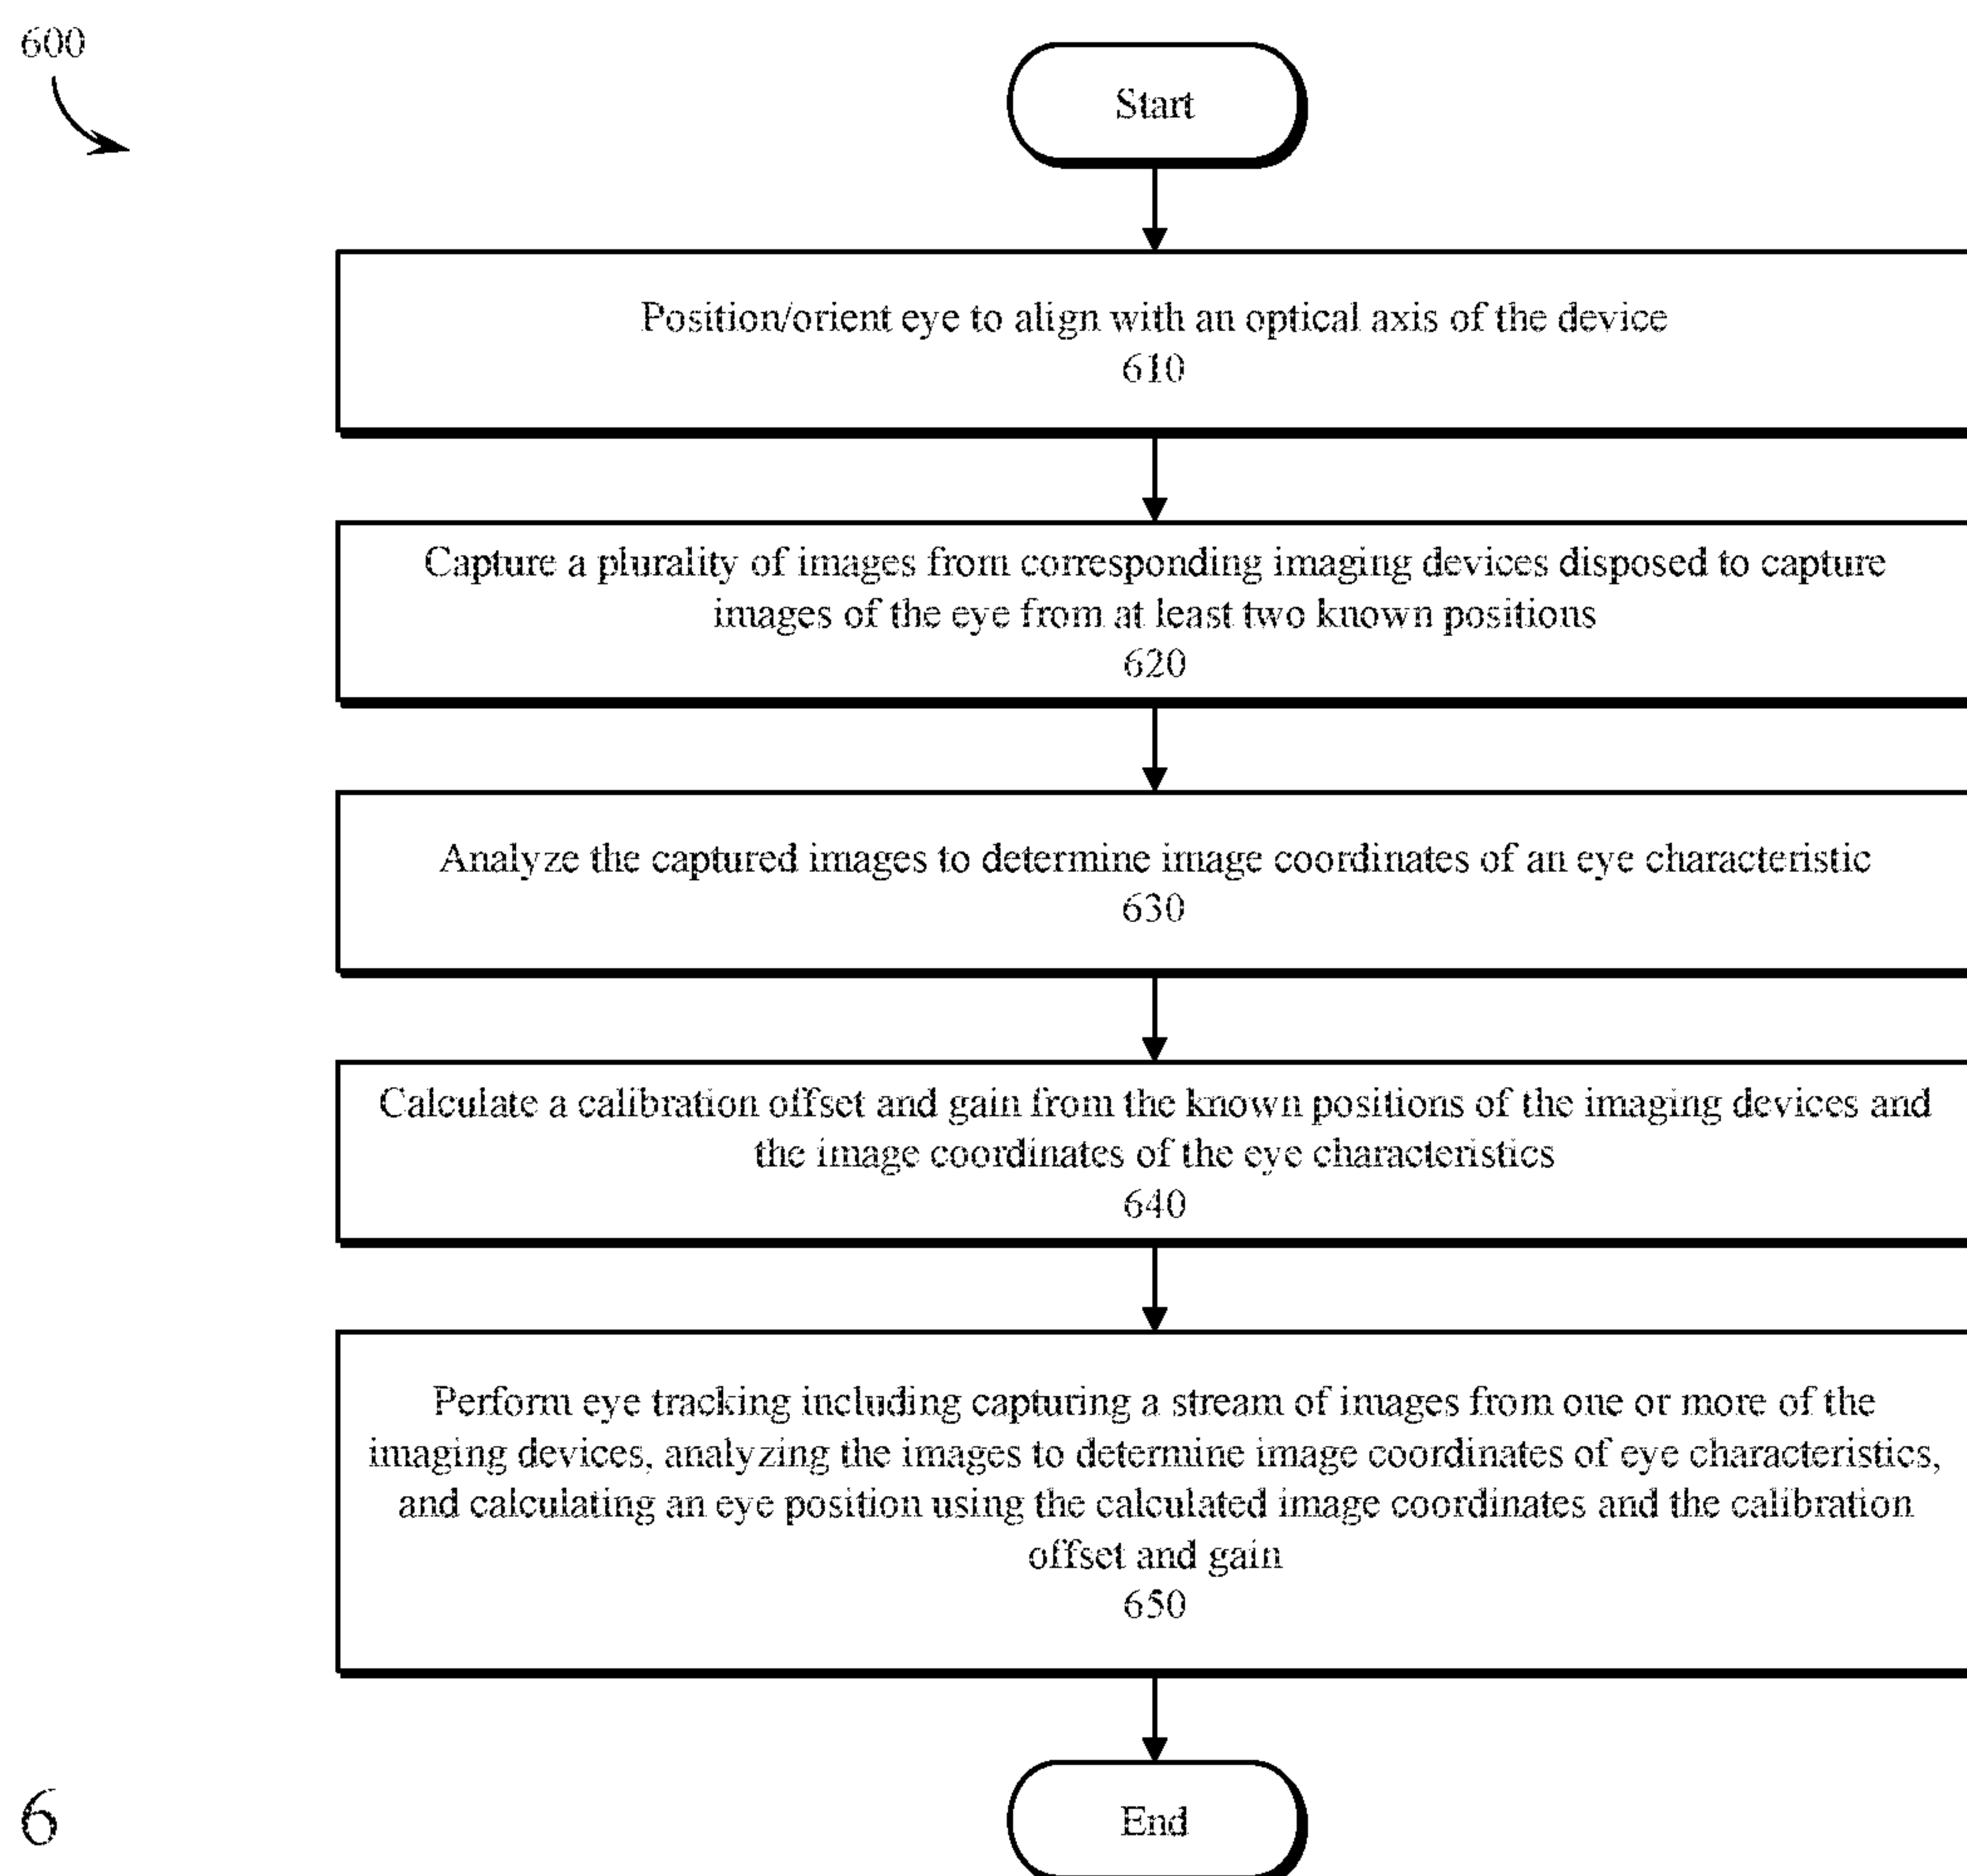 600
Start
Position/orient eye to align with an optical axis of the device
610
Capture a plurality of images from corresponding imaging devices disposed to capture
images of the eye from at least two known positions
620
Analyze the captured images to determine image coordinates of an eye characteristic
630
Calculate a calibration offset and gain from the known positions of the imaging devices and
the image coordinates of the eye characteristics
640
Perform eye tracking including capturing a stream of images from one or more of the
imaging devices, analyzing the images to determine image coordinates of eye characteristics,
and calculating an eye position using the calculated image coordinates and the calibration
offset and gain
650
End
6